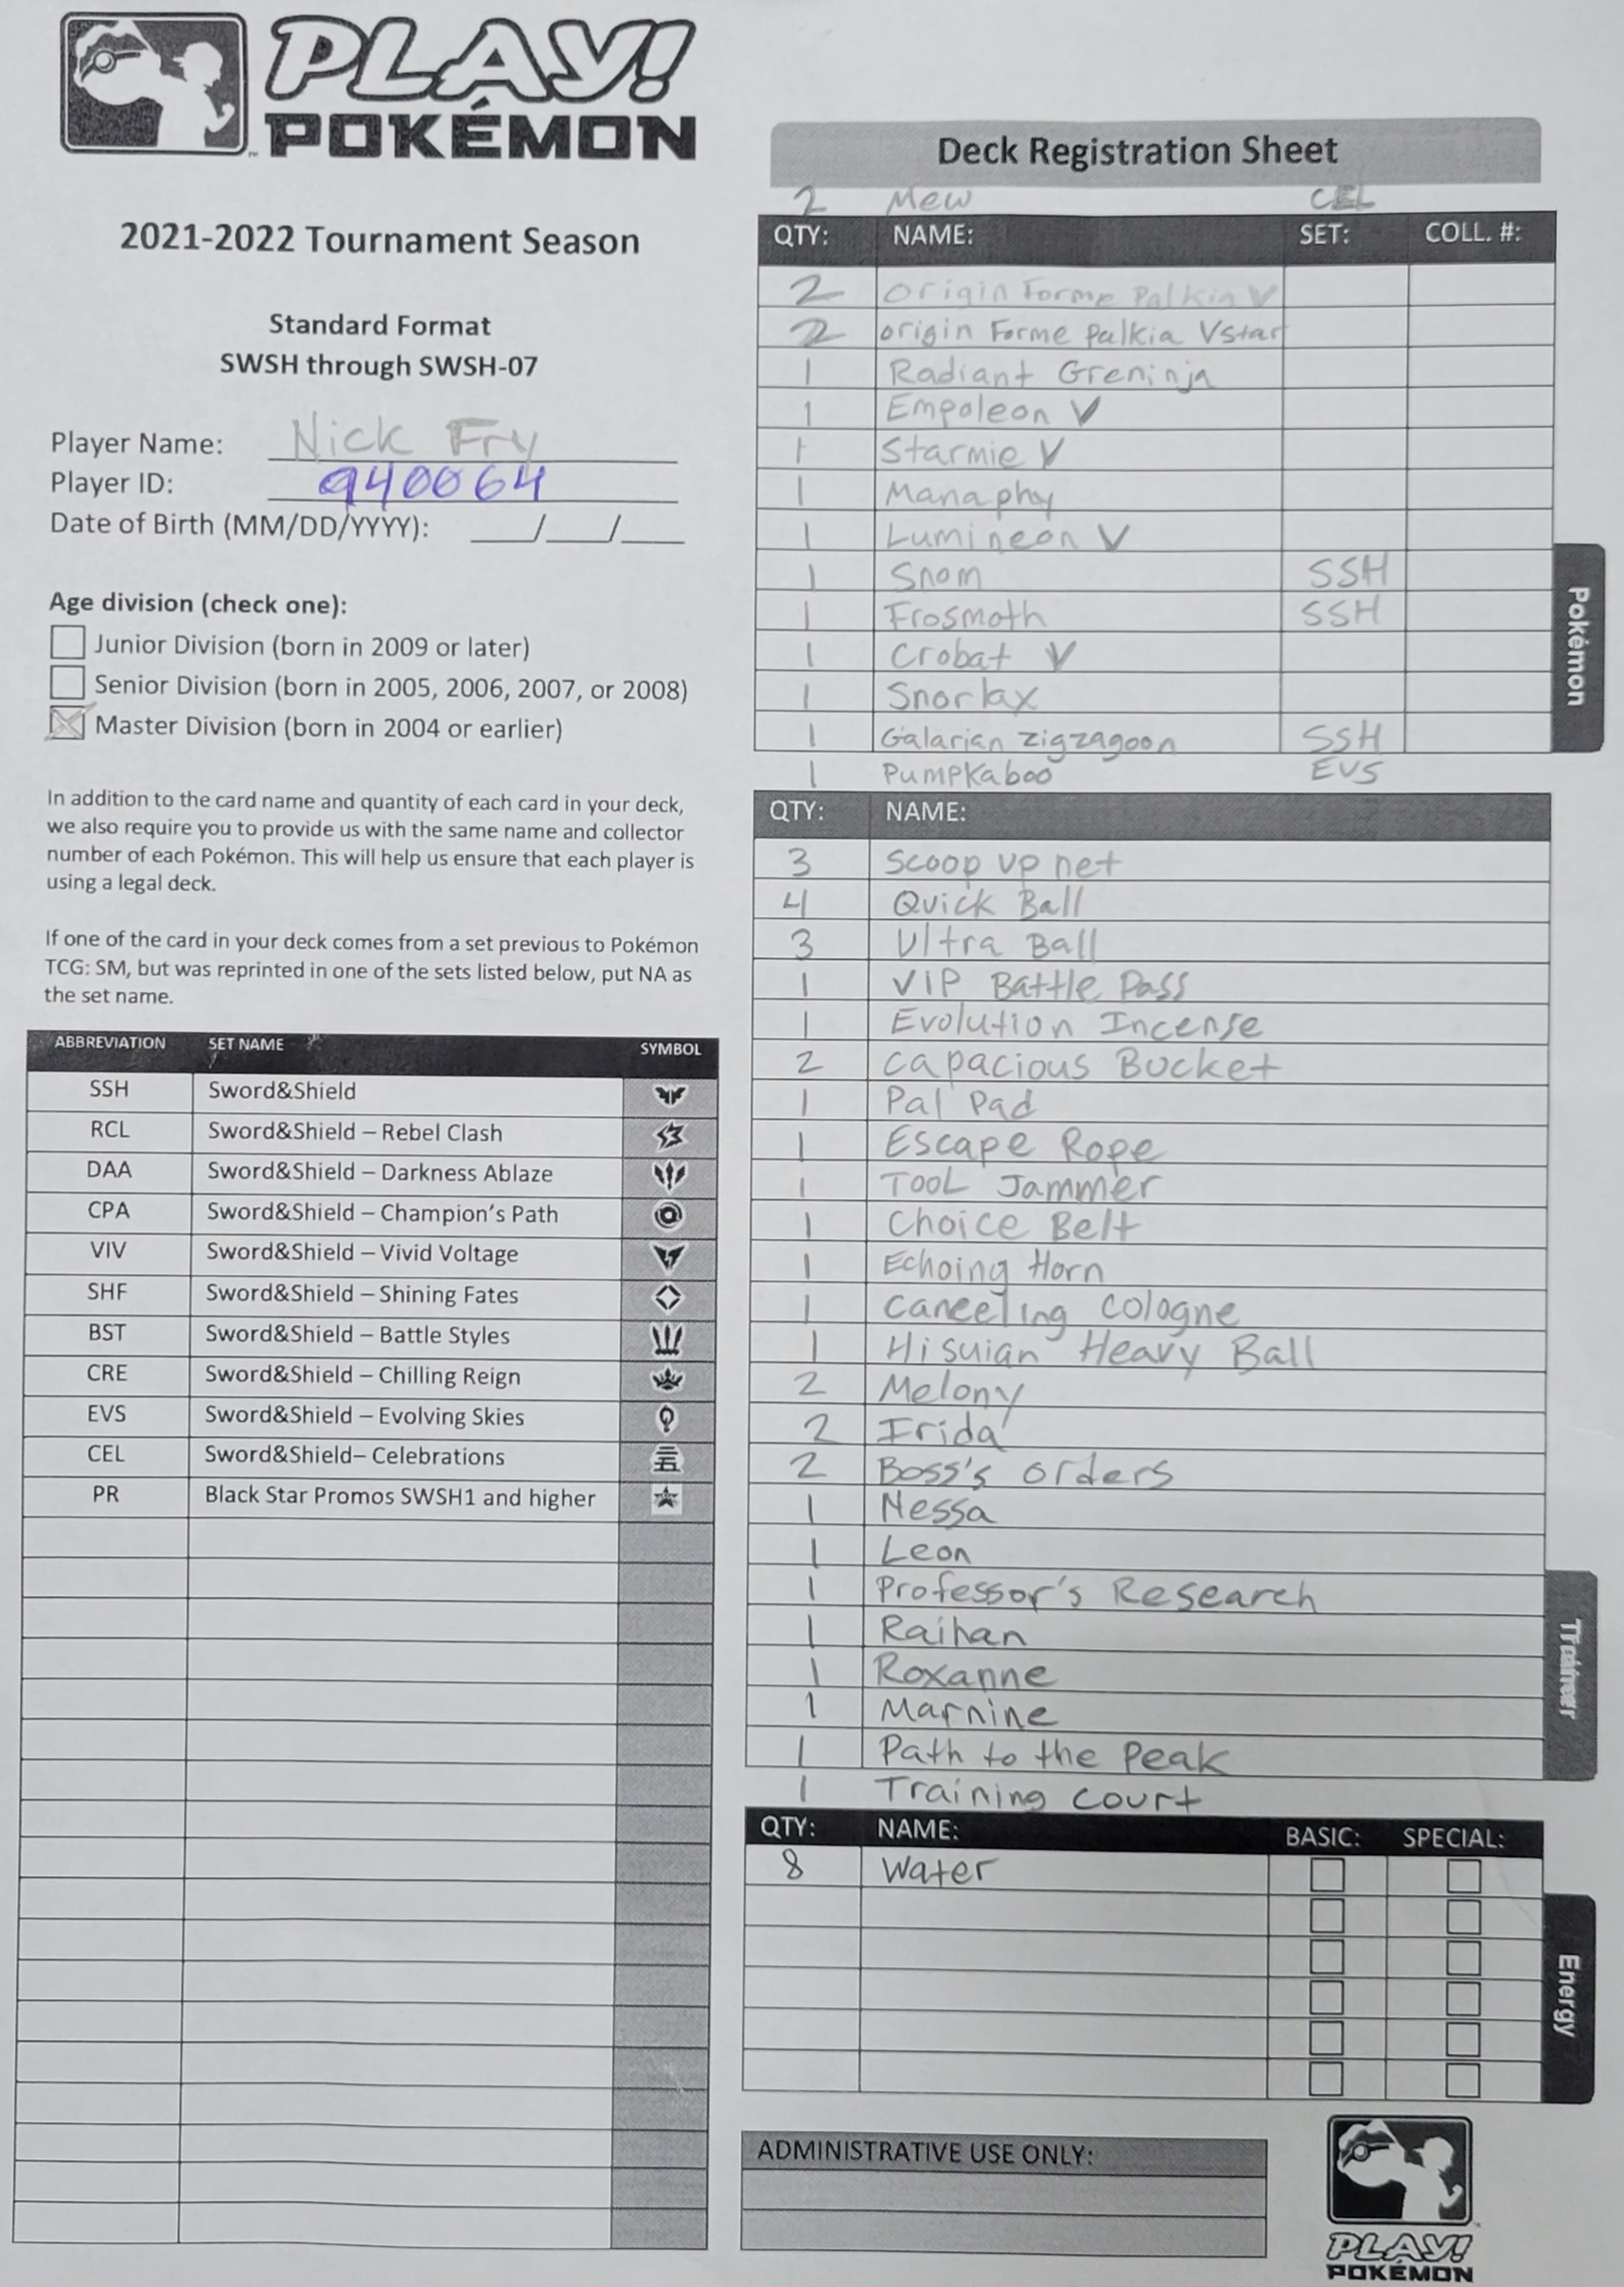 PLAY!
POKÉMON
2021-2022 Tournament Season
Standard Format
SWSH through SWSH-07
Player Name: Nick Fry
Player ID: 940064
Date of Birth (MM/DD/YYYY): ___/___/___
Age division (check one):
Junior Division (born in 2009 or later)
Senior Division (born in 2005, 2006, 2007, or 2008)
Master Division (born in 2004 or earlier)
In addition to the card name and quantity of each card in your deck,
we also require you to provide us with the same name and collector
number of each Pokémon. This will help us ensure that each player is
using a legal deck.
If one of the card in your deck comes from a set previous to Pokémon
TCG: SM, but was reprinted in one of the sets listed below, put NA as
the set name.
ABBREVIATION SET NAME SYMBOL
SSH Sword&Shield
RCL Sword&Shield – Rebel Clash
DAA Sword&Shield – Darkness Ablaze
CPA Sword&Shield – Champion's Path
VIV Sword&Shield – Vivid Voltage
SHF Sword&Shield – Shining Fates
BST Sword&Shield – Battle Styles
CRE Sword&Shield – Chilling Reign
EVS Sword&Shield – Evolving Skies
CEL Sword&Shield– Celebrations
PR Black Star Promos SWSH1 and higher
Deck Registration Sheet
2 Mew CEL
QTY: NAME: SET: COLL. #:
2 Origin Forme Palkia V
2 origin Forme Palkia Vstar
1 Radiant Greninja
1 Empoleon V
1 Starmie V
1 Manaphy
1 Lumineon V
1 Snom SSH
1 Frosmoth SSH
1 Crobat V
1 Snorlax
1 Galarian zigzagoon SSH
1 Pumpkaboo EVS
Pokémon
QTY: NAME:
3 Scoop up net
4 Quick Ball
3 Ultra Ball
1 VIP Battle Pass
1 Evolution Incense
2 Capacious Bucket
1 Pal Pad
1 Escape Rope
1 TooL Jammer
1 Choice Belt
1 Echoing Horn
1 Canceling Cologne
1 Hisuian Heavy Ball
2 Melony
2 Irida
2 Boss's orders
1 Nessa
1 Leon
1 Professor's Research
1 Raihan
1 Roxanne
1 Marnine
1 Path to the Peak
1 Training court
Trainer
QTY: NAME: BASIC: SPECIAL:
8 Water
Energy
ADMINISTRATIVE USE ONLY:
PLAY!
POKÉMON